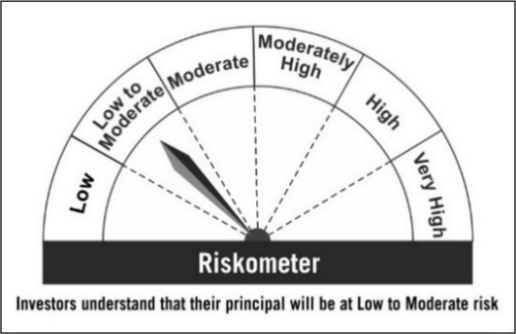 Low
Low to
Moderate
Moderate
Moderately
High
High
Very High
Riskometer
Investors understand that their principal will be at Low to Moderate risk